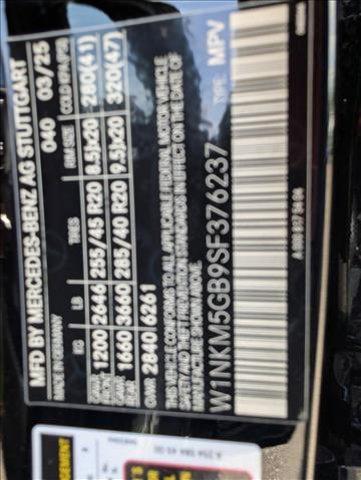 MFD BY MERCEDES-BENZ AG STUTTGART
MADE IN GERMANY 040 03/25
KG LB TIRES RIM SIZE COLD KPA/PSI
FRONT 1200 2646 255/45 R20 8.5Jx20 280(41)
REAR 1660 3660 285/40 R20 9.5Jx20 320(47)
GVWR 2840 6261
THIS VEHICLE CONFORMS TO ALL APPLICABLE FEDERAL MOTOR VEHICLE
SAFETY AND THEFT PREVENTION STANDARDS IN EFFECT ON THE DATE OF
MANUFACTURE SHOWN ABOVE
W1NKM5GB9SF376237 TYPE: MPV